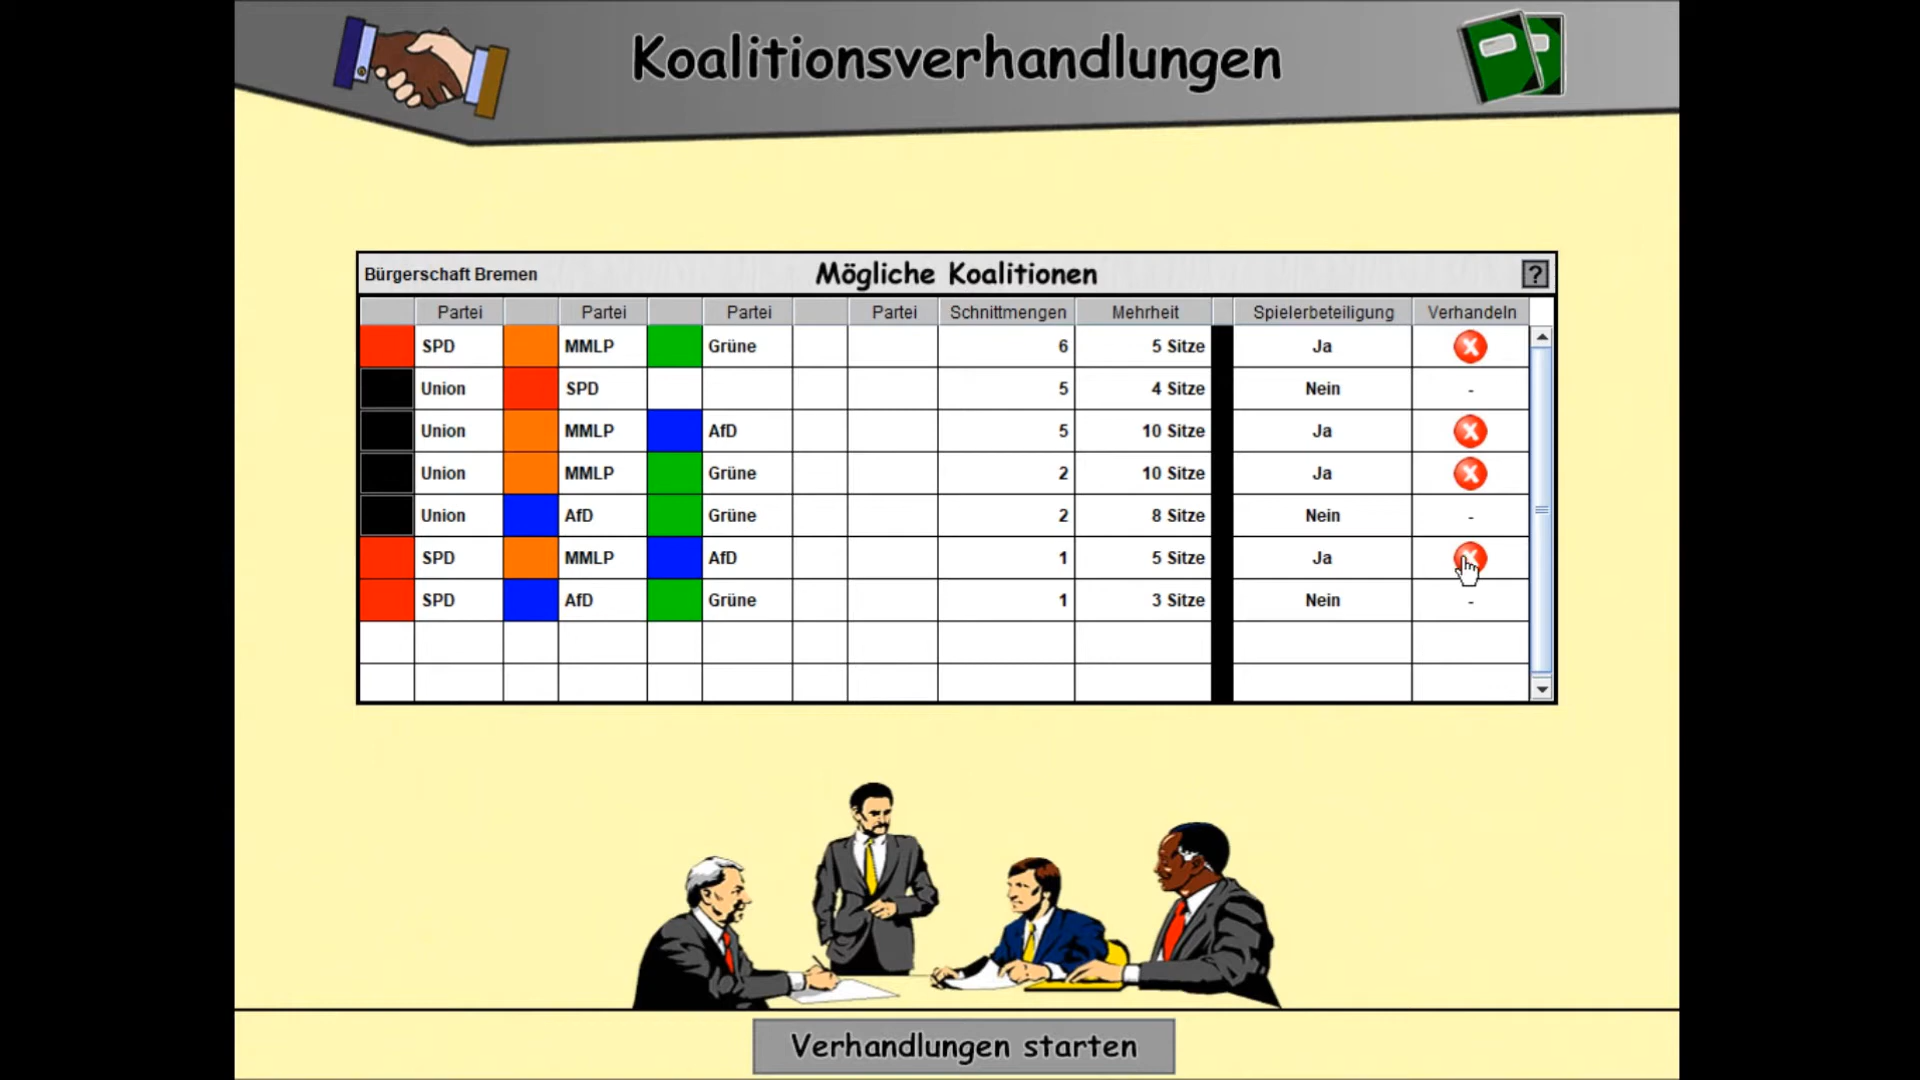 Koalitionsverhandlungen
Bürgerschaft Bremen Mögliche Koalitionen ?
Partei Partei Partei Partei Schnittmengen Mehrheit Spielerbeteiligung Verhandeln
SPD MMLP Grüne 6 5 Sitze Ja X
Union SPD 5 4 Sitze Nein -
Union MMLP AfD 5 10 Sitze Ja X
Union MMLP Grüne 2 10 Sitze Ja X
Union AfD Grüne 2 8 Sitze Nein -
SPD MMLP AfD 1 5 Sitze Ja X
SPD AfD Grüne 1 3 Sitze Nein -
Verhandlungen starten